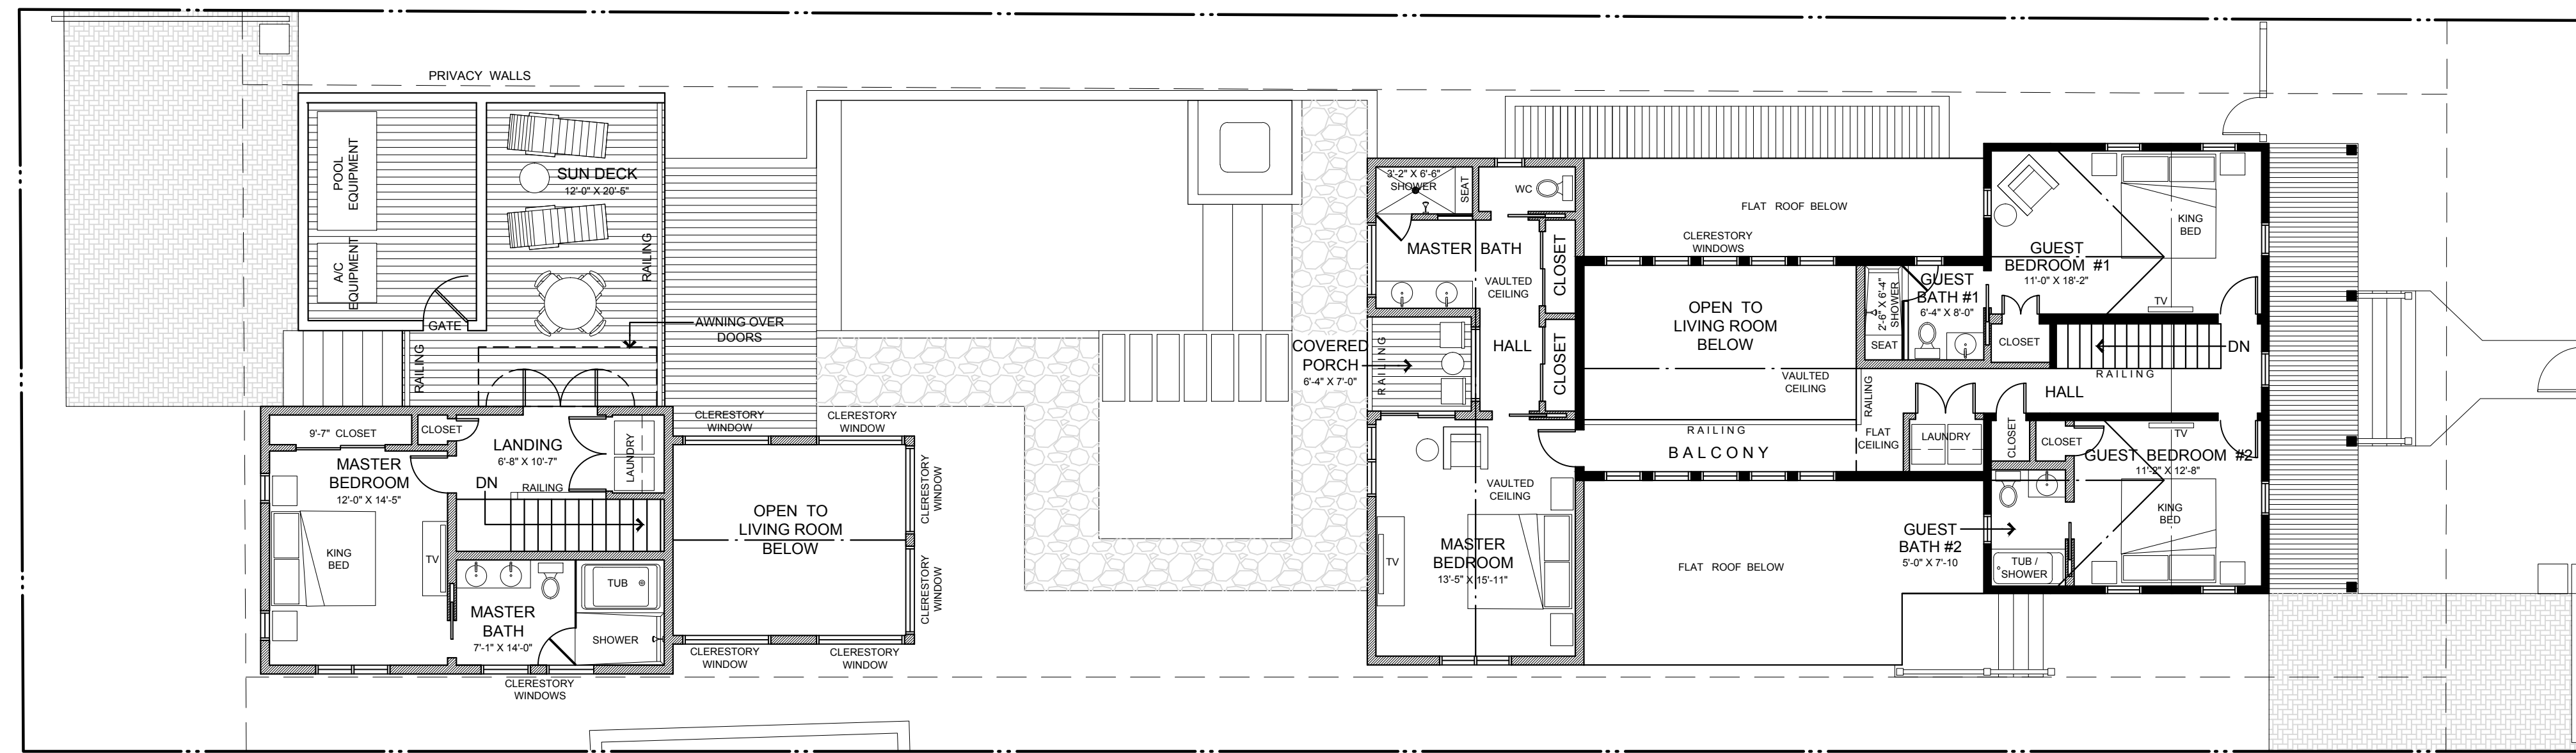 PRIVACY WALLS
POOL
EQUIPMENT
A/C
EQUIPMENT
SUN DECK
12'-0" X 20'-5"
RAILING
GATE
RAILING
AWNING OVER
DOORS
9'-7" CLOSET
CLOSET
LANDING
6'-8" X 10'-7"
LAUNDRY
MASTER
BEDROOM
12'-0" X 14'-5"
DN
RAILING
KING
BED
TV
MASTER
BATH
7'-1" X 14'-0"
TUB
SHOWER
CLERESTORY
WINDOWS
CLERESTORY
WINDOW
CLERESTORY
WINDOW
CLERESTORY
WINDOW
CLERESTORY
WINDOW
OPEN TO
LIVING ROOM
BELOW
CLERESTORY
WINDOW
CLERESTORY
WINDOW
3'-2" X 6'-6"
SHOWER
SEAT
WC
MASTER BATH
VAULTED
CEILING
CLOSET
COVERED
PORCH
6'-4" X 7'-0"
RAILING
HALL
CLOSET
VAULTED
CEILING
MASTER
BEDROOM
13'-5" X 15'-11"
TV
FLAT ROOF BELOW
CLERESTORY
WINDOWS
OPEN TO
LIVING ROOM
BELOW
VAULTED
CEILING
RAILING
BALCONY
RAILING
FLAT
CEILING
FLAT ROOF BELOW
2'-6" X 6'-4"
SHOWER
SEAT
GUEST
BATH #1
6'-4" X 8'-0"
GUEST
BEDROOM #1
11'-0" X 18'-2"
KING
BED
TV
CLOSET
DN
RAILING
HALL
LAUNDRY
CLOSET
CLOSET
TV
GUEST BEDROOM #2
11'-2" X 12'-8"
KING
BED
GUEST
BATH #2
5'-0" X 7'-10
TUB /
SHOWER